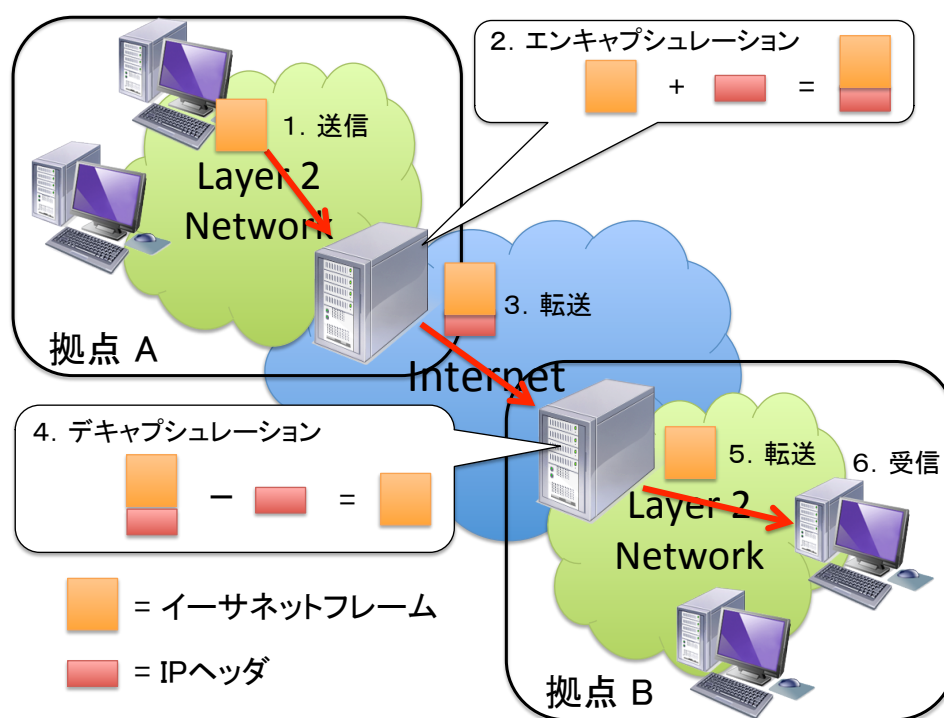 2. エンキャプシュレーション
+ =
1. 送信
Layer 2
Network
3. 転送
拠点 A
Internet
4. デキャプシュレーション
− =
5. 転送
6. 受信
Layer 2
Network
= イーサネットフレーム
= IPヘッダ
拠点 B